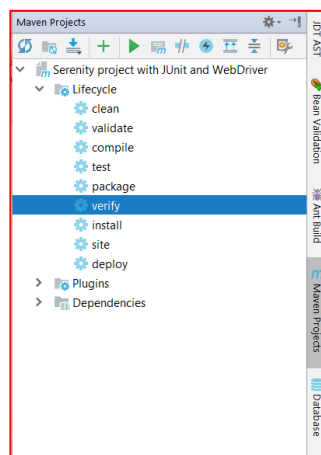 Maven Projects
Serenity project with JUnit and WebDriver
Lifecycle
clean
validate
compile
test
package
verify
install
site
deploy
Plugins
Dependencies
JDT AST
Bean Validation
Ant Build
m Maven Projects
Database